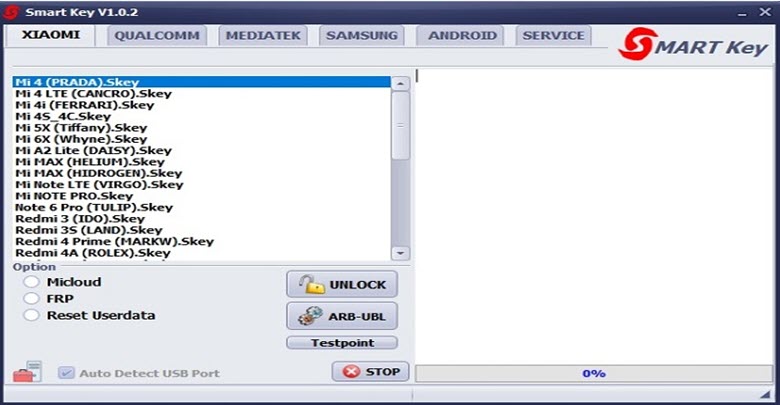 Smart Key V1.0.2
XIAOMI QUALCOMM MEDIATEK SAMSUNG ANDROID SERVICE
SMART Key
Mi 4 (PRADA).Skey
Mi 4 LTE (CANCRO).Skey
Mi 4i (FERRARI).Skey
Mi 4S_4C.Skey
Mi 5X (Tiffany).Skey
Mi 6X (Whyne).Skey
Mi A2 Lite (DAISY).Skey
Mi MAX (HELIUM).Skey
Mi MAX (HIDROGEN).Skey
Mi Note LTE (VIRGO).Skey
Mi NOTE PRO.Skey
Note 6 Pro (TULIP).Skey
Redmi 3 (IDO).Skey
Redmi 3S (LAND).Skey
Redmi 4 Prime (MARKW).Skey
Redmi 4A (ROLEX).Skey
Option
Micloud
FRP
Reset Userdata
UNLOCK
ARB-UBL
Testpoint
Auto Detect USB Port
STOP
0%